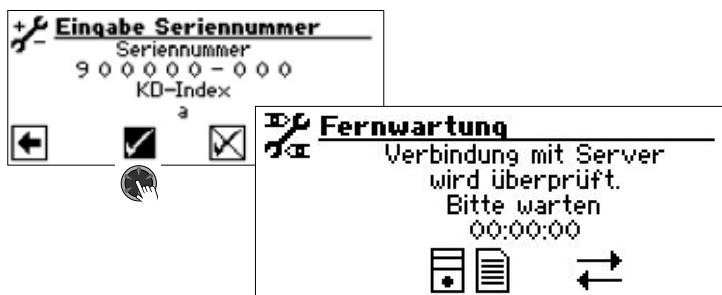 Eingabe Seriennummer
Seriennummer
900000-000
KD-Index
a
Fernwartung
Verbindung mit Server
wird überprüft.
Bitte warten
00:00:00